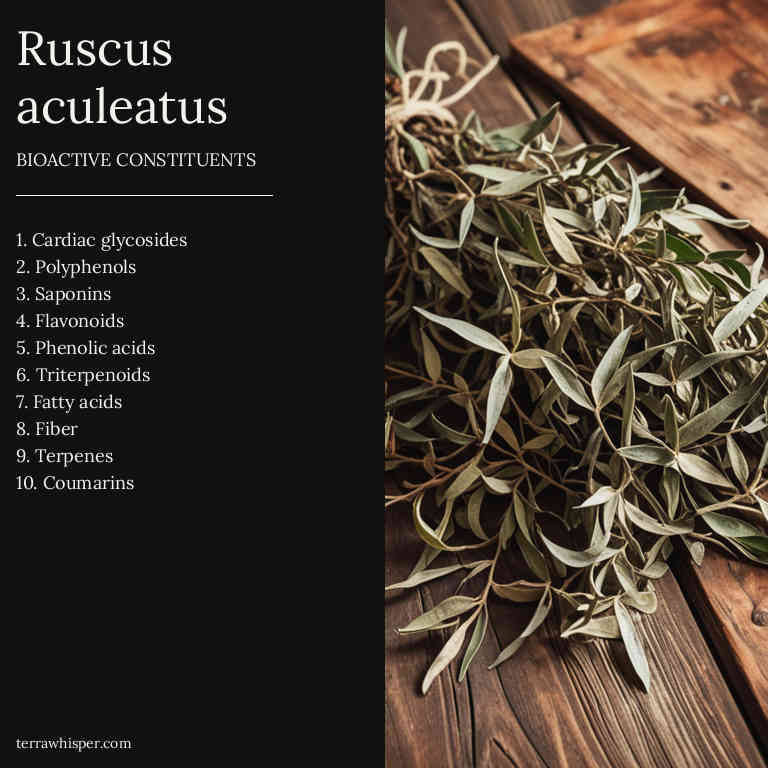 Ruscus
aculeatus
BIOACTIVE CONSTITUENTS
1. Cardiac glycosides
2. Polyphenols
3. Saponins
4. Flavonoids
5. Phenolic acids
6. Triterpenoids
7. Fatty acids
8. Fiber
9. Terpenes
10. Coumarins
terrawhisper.com